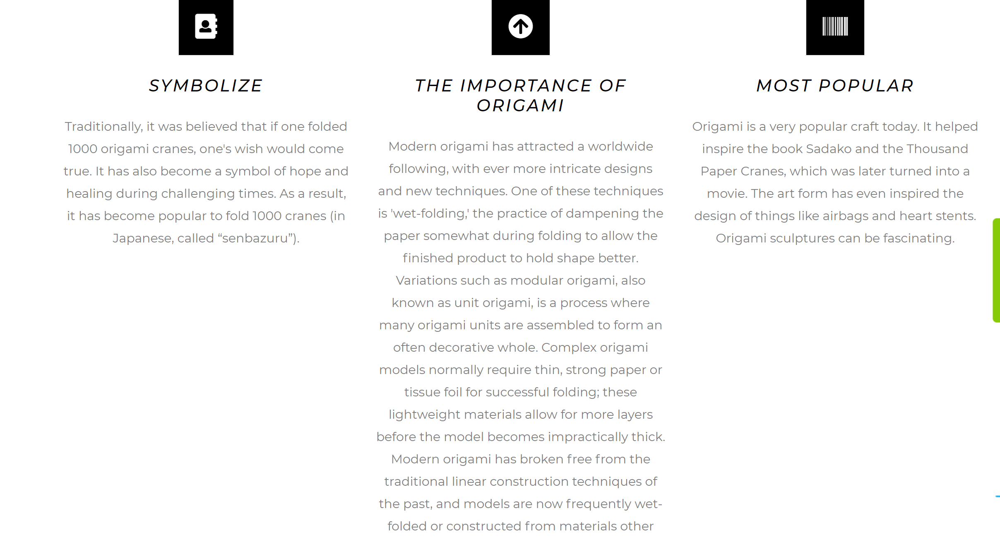 SYMBOLIZE
Traditionally, it was believed that if one folded
1000 origami cranes, one's wish would come
true. It has also become a symbol of hope and
healing during challenging times. As a result,
it has become popular to fold 1000 cranes (in
Japanese, called “senbazuru”).
THE IMPORTANCE OF
ORIGAMI
Modern origami has attracted a worldwide
following, with ever more intricate designs
and new techniques. One of these techniques
is 'wet-folding,' the practice of dampening the
paper somewhat during folding to allow the
finished product to hold shape better.
Variations such as modular origami, also
known as unit origami, is a process where
many origami units are assembled to form an
often decorative whole. Complex origami
models normally require thin, strong paper or
tissue foil for successful folding; these
lightweight materials allow for more layers
before the model becomes impractically thick.
Modern origami has broken free from the
traditional linear construction techniques of
the past, and models are now frequently wet-
folded or constructed from materials other
MOST POPULAR
Origami is a very popular craft today. It helped
inspire the book Sadako and the Thousand
Paper Cranes, which was later turned into a
movie. The art form has even inspired the
design of things like airbags and heart stents.
Origami sculptures can be fascinating.